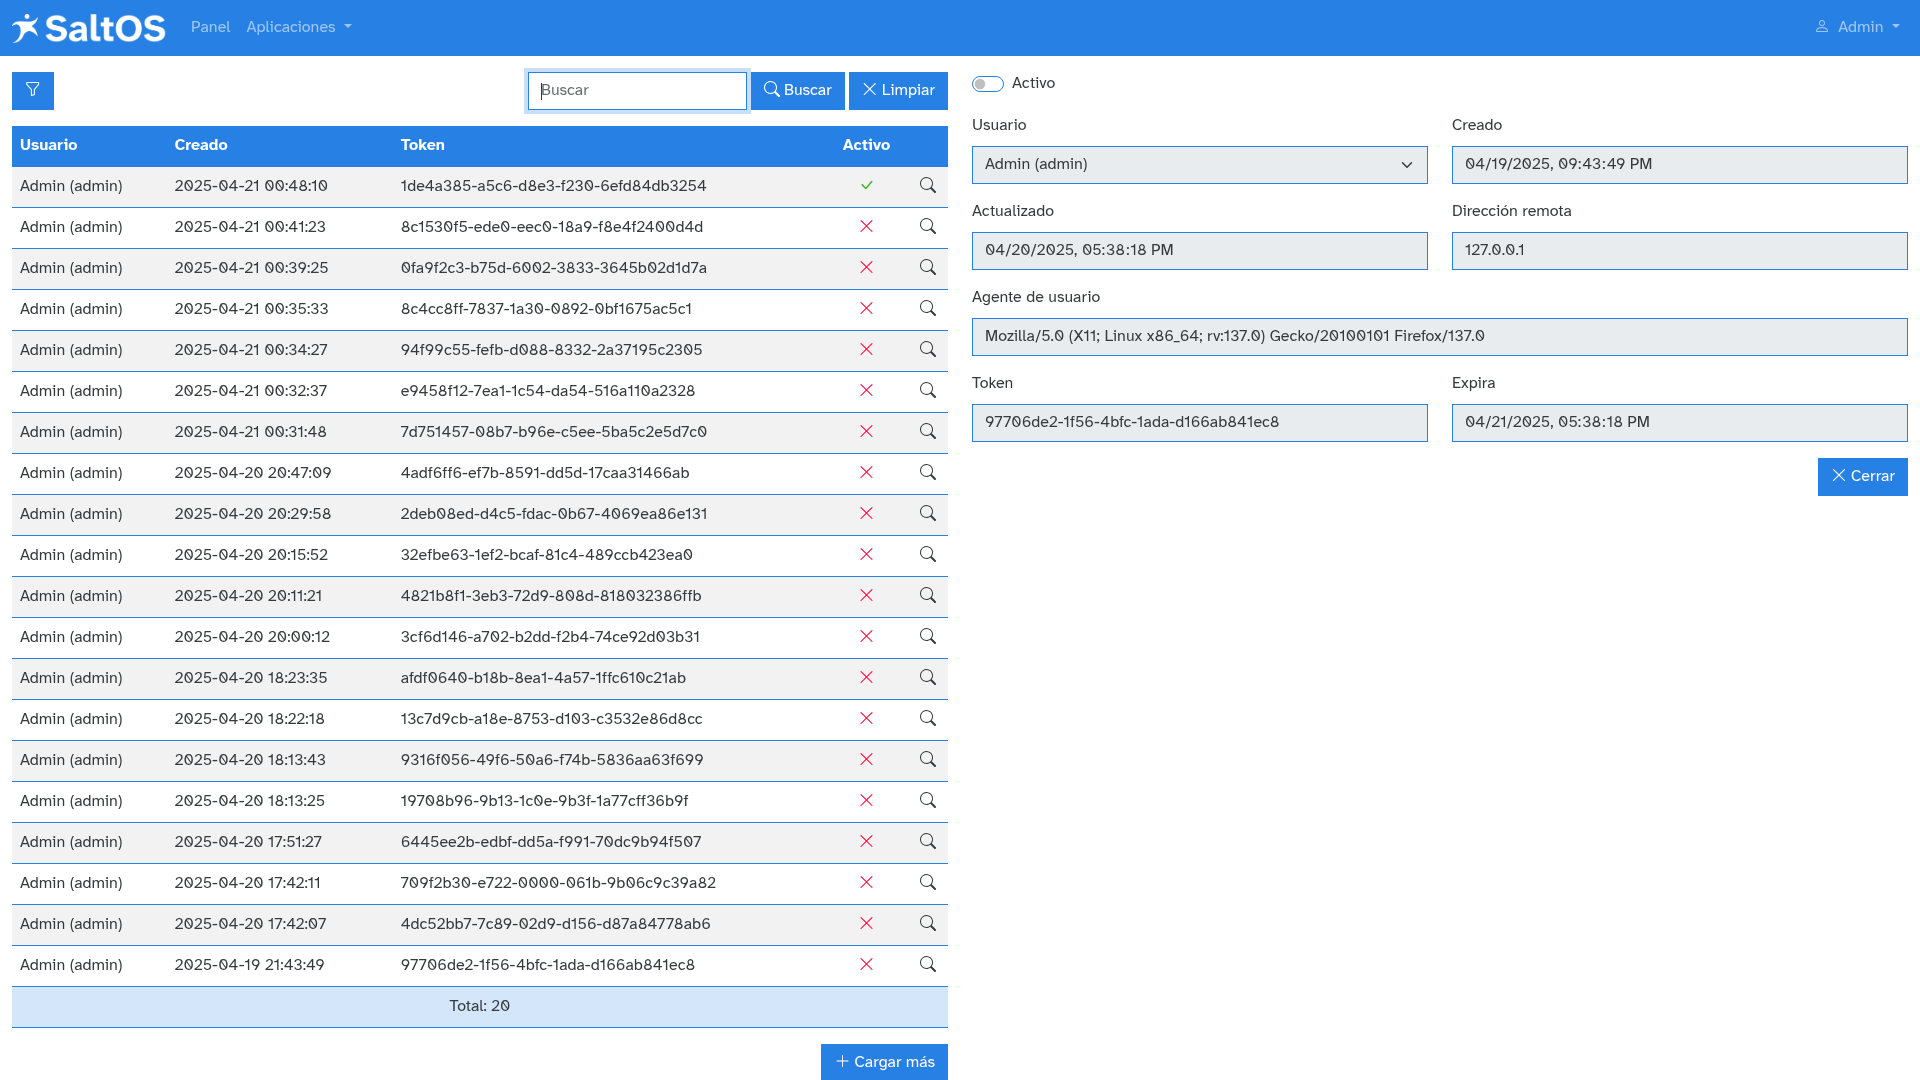 SaltOS Panel Aplicaciones Admin
Buscar Buscar Limpiar
Usuario Creado Token Activo
Admin (admin) 2025-04-21 00:48:10 1de4a385-a5c6-d8e3-f230-6efd84db3254
Admin (admin) 2025-04-21 00:41:23 8c1530f5-ede0-eec0-18a9-f8e4f2400d4d
Admin (admin) 2025-04-21 00:39:25 0fa9f2c3-b75d-6002-3833-3645b02d1d7a
Admin (admin) 2025-04-21 00:35:33 8c4cc8ff-7837-1a30-0892-0bf1675ac5c1
Admin (admin) 2025-04-21 00:34:27 94f99c55-fefb-d088-8332-2a37195c2305
Admin (admin) 2025-04-21 00:32:37 e9458f12-7ea1-1c54-da54-516a110a2328
Admin (admin) 2025-04-21 00:31:48 7d751457-08b7-b96e-c5ee-5ba5c2e5d7c0
Admin (admin) 2025-04-20 20:47:09 4adf6ff6-ef7b-8591-dd5d-17caa31466ab
Admin (admin) 2025-04-20 20:29:58 2deb08ed-d4c5-fdac-0b67-4069ea86e131
Admin (admin) 2025-04-20 20:15:52 32efbe63-1ef2-bcaf-81c4-489ccb423ea0
Admin (admin) 2025-04-20 20:11:21 4821b8f1-3eb3-72d9-808d-818032386ffb
Admin (admin) 2025-04-20 20:00:12 3cf6d146-a702-b2dd-f2b4-74ce92d03b31
Admin (admin) 2025-04-20 18:23:35 afdf0640-b18b-8ea1-4a57-1ffc610c21ab
Admin (admin) 2025-04-20 18:22:18 13c7d9cb-a18e-8753-d103-c3532e86d8cc
Admin (admin) 2025-04-20 18:13:43 9316f056-49f6-50a6-f74b-5836aa63f699
Admin (admin) 2025-04-20 18:13:25 19708b96-9b13-1c0e-9b3f-1a77cff36b9f
Admin (admin) 2025-04-20 17:51:27 6445ee2b-edbf-dd5a-f991-70dc9b94f507
Admin (admin) 2025-04-20 17:42:11 709f2b30-e722-0000-061b-9b06c9c39a82
Admin (admin) 2025-04-20 17:42:07 4dc52bb7-7c89-02d9-d156-d87a84778ab6
Admin (admin) 2025-04-19 21:43:49 97706de2-1f56-4bfc-1ada-d166ab841ec8
Total: 20
Cargar más
Activo
Usuario Creado
Admin (admin) 04/19/2025, 09:43:49 PM
Actualizado Dirección remota
04/20/2025, 05:38:18 PM 127.0.0.1
Agente de usuario
Mozilla/5.0 (X11; Linux x86_64; rv:137.0) Gecko/20100101 Firefox/137.0
Token Expira
97706de2-1f56-4bfc-1ada-d166ab841ec8 04/21/2025, 05:38:18 PM
Cerrar